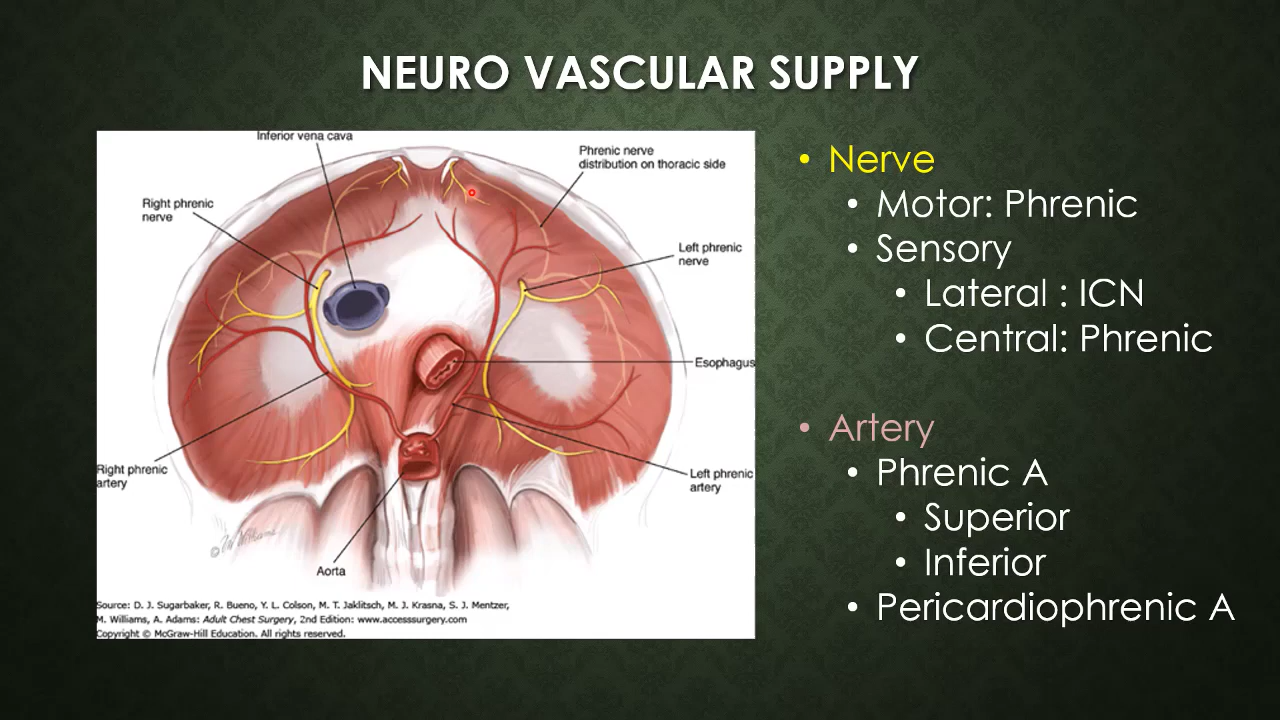 NEURO VASCULAR SUPPLY
Inferior vena cava
Phrenic nerve
distribution on thoracic side
Right phrenic
nerve
Left phrenic
nerve
Esophagus
Right phrenic
artery
Left phrenic
artery
Aorta
Source: D. J. Sugarbaker, R. Bueno, Y. L. Colson, M. T. Jaklitsch, M. J. Krasna, S. J. Mentzer,
M. Williams, A. Adams: Adult Chest Surgery, 2nd Edition: www.accesssurgery.com
Copyright © McGraw-Hill Education. All rights reserved.
• Nerve
• Motor: Phrenic
• Sensory
• Lateral : ICN
• Central: Phrenic
• Artery
• Phrenic A
• Superior
• Inferior
• Pericardiophrenic A